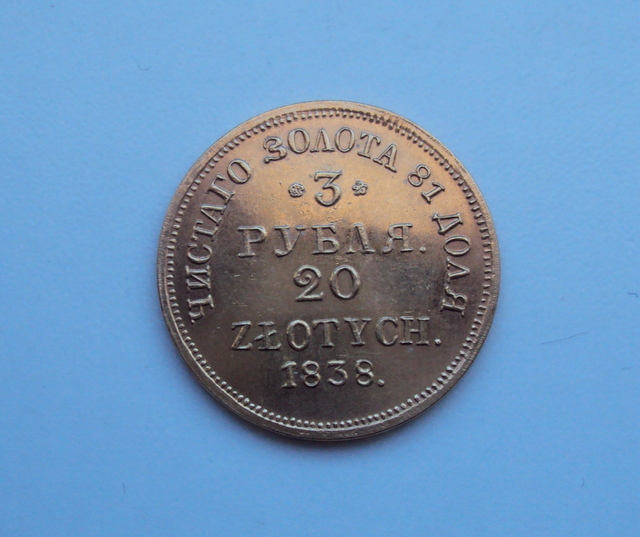 ЧИСТАГО ЗОЛОТА 81 ДОЛЯ
3
РУБЛЯ.
20
ZŁOTYCH.
1838.